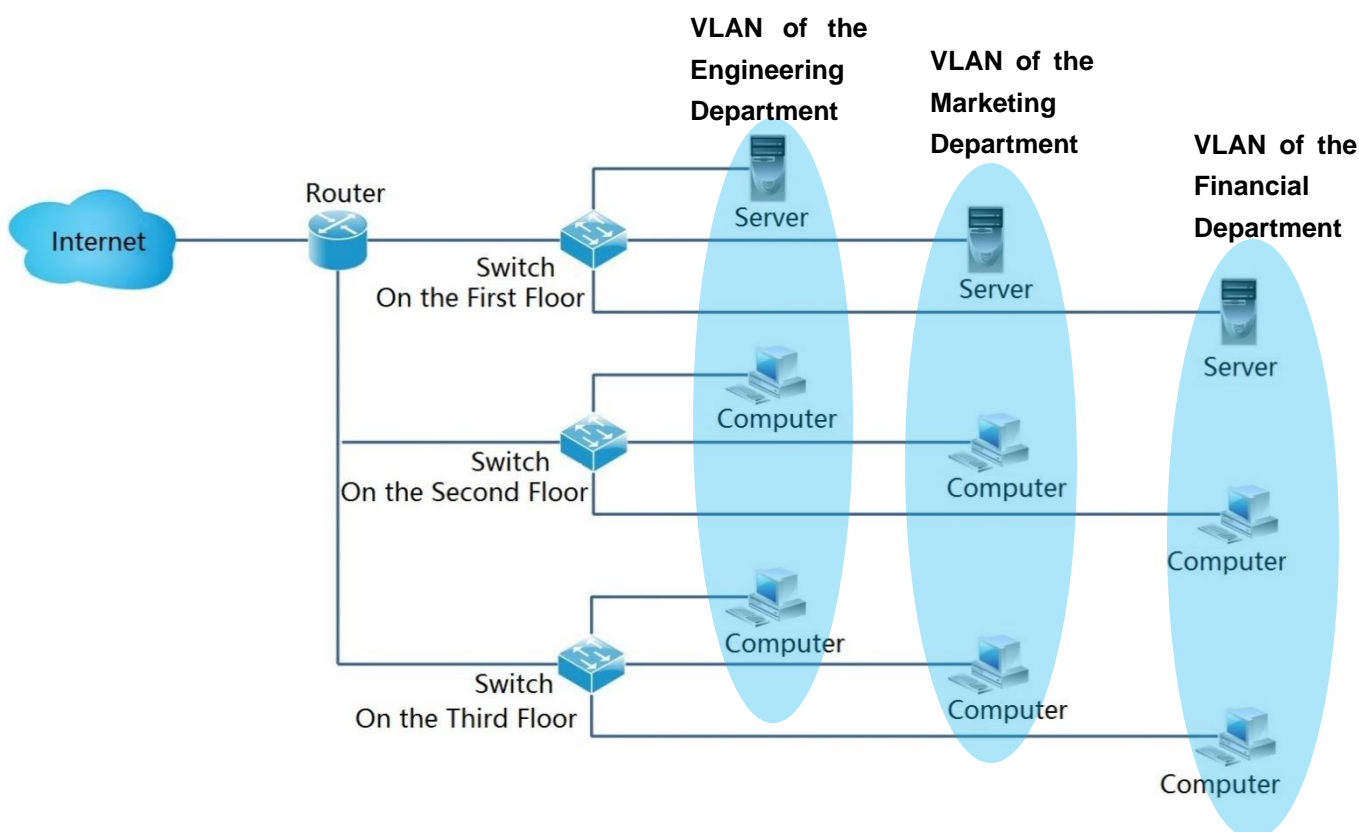 VLAN of the
Engineering
Department
VLAN of the
Marketing
Department
VLAN of the
Financial
Department
Internet
Router
Switch
On the First Floor
Server
Server
Server
Switch
On the Second Floor
Computer
Computer
Computer
Switch
On the Third Floor
Computer
Computer
Computer